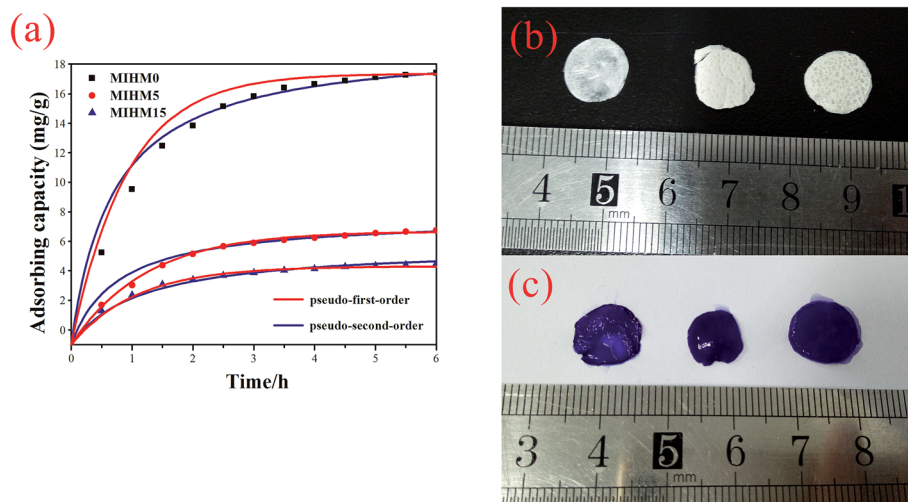 (a)
18
16
14
12
10
8
6
4
2
0
Adsorbing capacity (mg/g)
MIHM0
MIHM5
MIHM15
pseudo-first-order
pseudo-second-order
0 1 2 3 4 5 6
Time/h
(b)
4 5 6 7 8 9 1
mm
(c)
3 4 5 6 7 8
mm